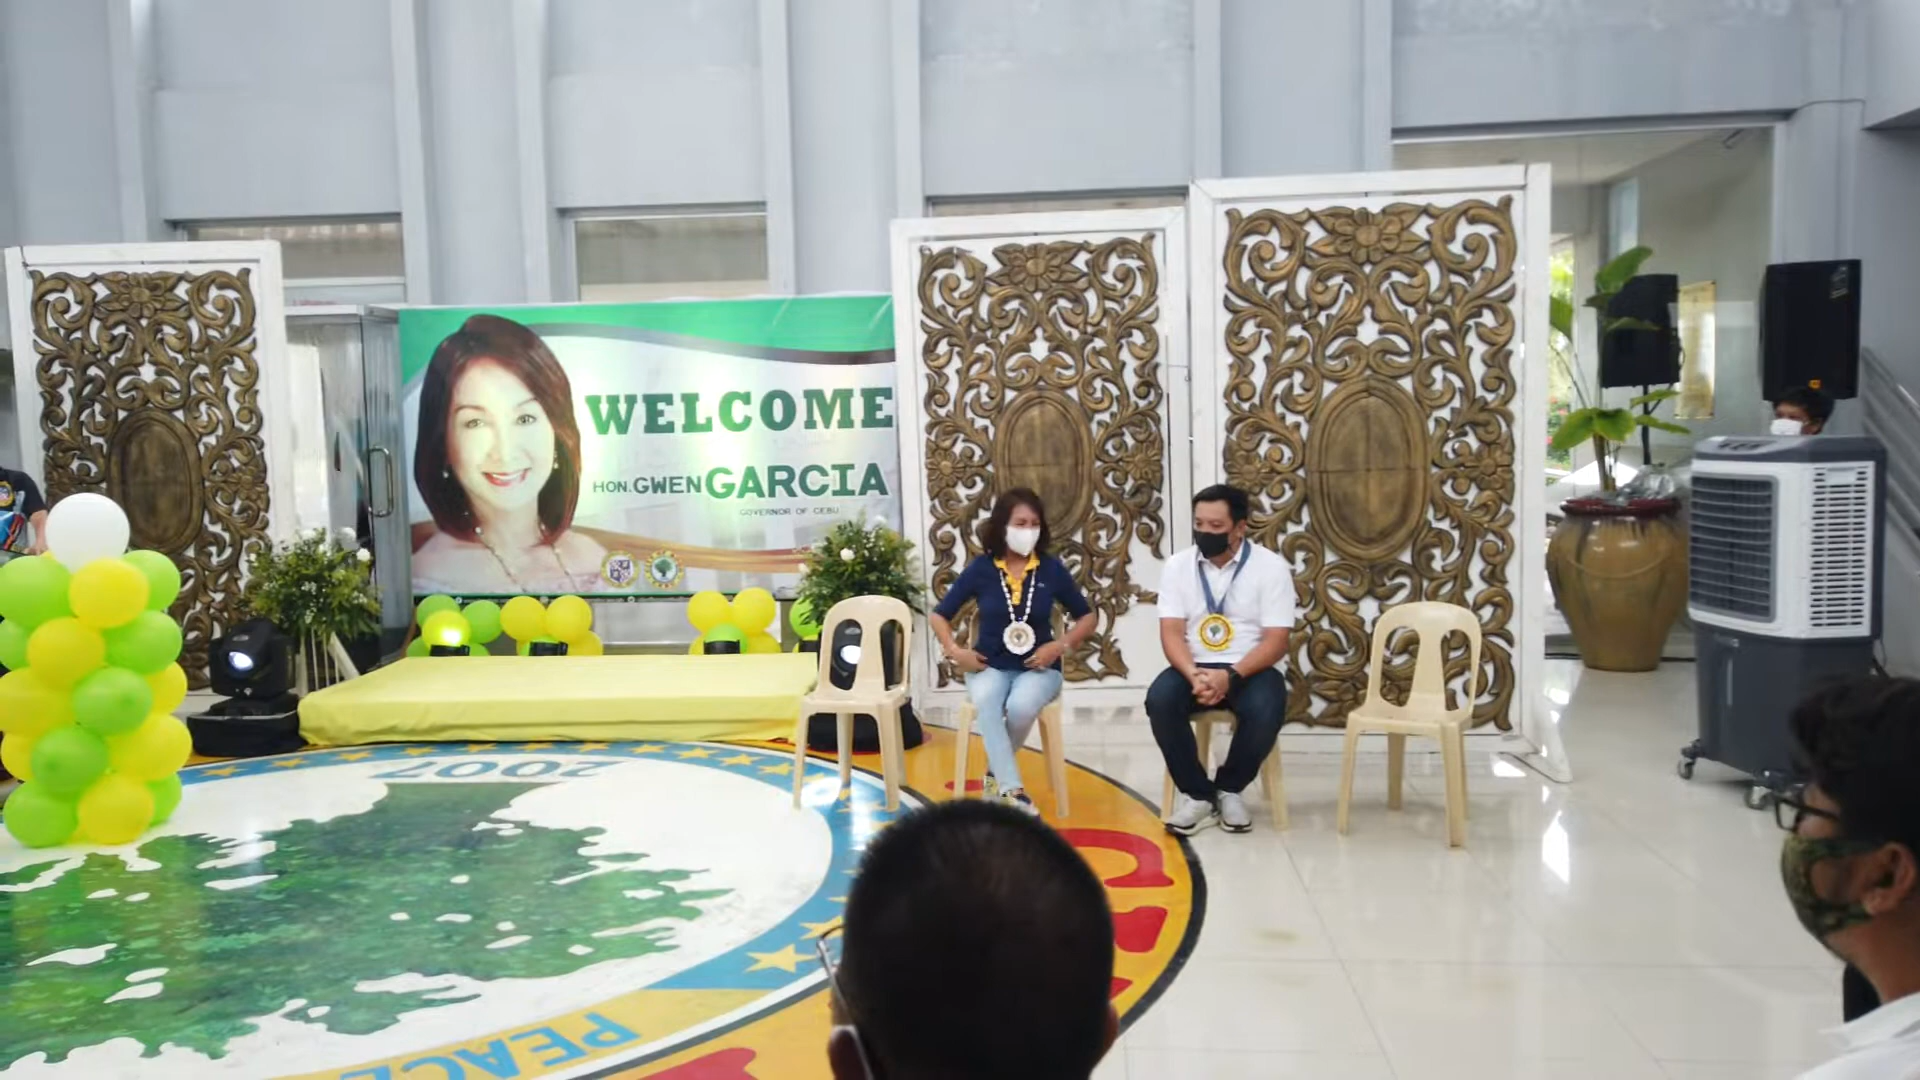 WELCOME
HON. GWEN GARCIA
GOVERNOR OF CEBU
2007
PEACE